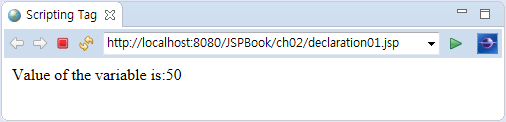 Scripting Tag
http://localhost:8080/JSPBook/ch02/declaration01.jsp
Value of the variable is:50